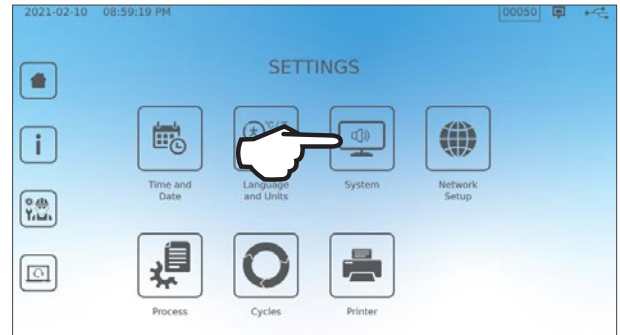 2021-02-10 08:59:19 PM 00050
SETTINGS
Time and
Date
Language
and Units
System
Network
Setup
Process
Cycles
Printer